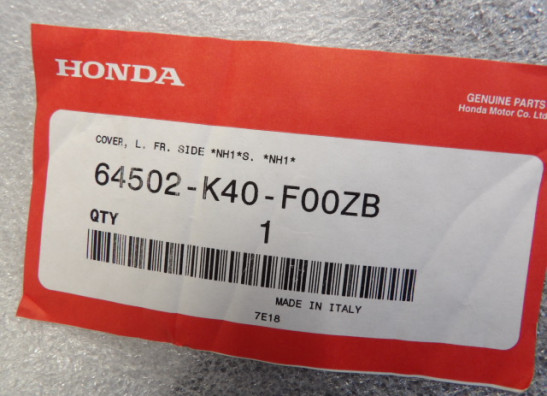 HONDA
GENUINE PARTS
Honda Motor Co. Ltd
COVER, L. FR. SIDE *NH1*S. *NH1*
64502-K40-F00ZB
QTY 1
MADE IN ITALY
7E18